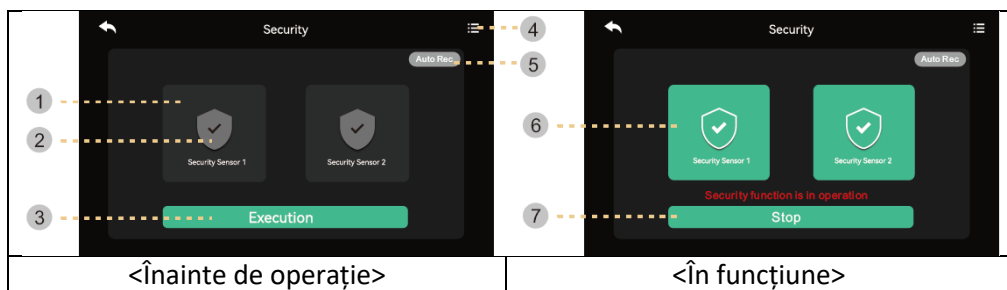 Security
4
Auto Rec
5
1
2
Security Sensor 1
Security Sensor 2
3
Execution
<Înainte de operație>
Security
Auto Rec
6
Security Sensor 1
Security Sensor 2
Security function is in operation
7
Stop
<În funcțiune>